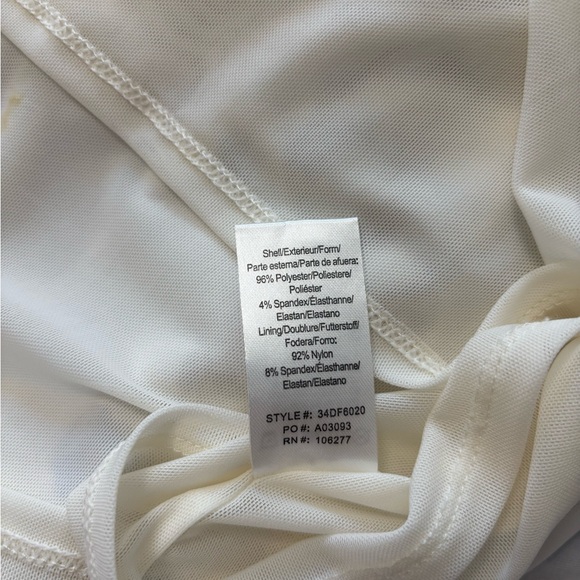 Shell/Exterieur/Form/
Parte esterna/Parte de afuera:
96% Polyester/Poliestere/
Poliéster
4% Spandex/Élasthanne/
Elastan/Elastano
Lining/Doublure/Futterstoff/
Fodera/Forro:
92% Nylon
8% Spandex/Élasthanne/
Elastan/Elastano
STYLE#: 34DF6020
PO#: A03093
RN#: 106277